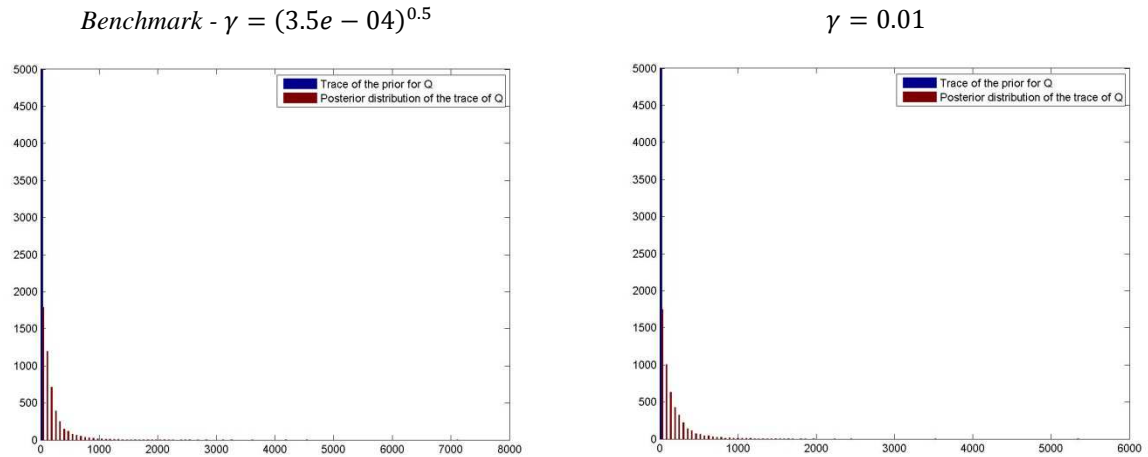 Benchmark - γ = (3.5e − 04)^0.5
5000
4500
4000
3500
3000
2500
2000
1500
1000
500
0
Trace of the prior for Q
Posterior distribution of the trace of Q
0 1000 2000 3000 4000 5000 6000 7000 8000
γ = 0.01
5000
4500
4000
3500
3000
2500
2000
1500
1000
500
0
Trace of the prior for Q
Posterior distribution of the trace of Q
0 1000 2000 3000 4000 5000 6000